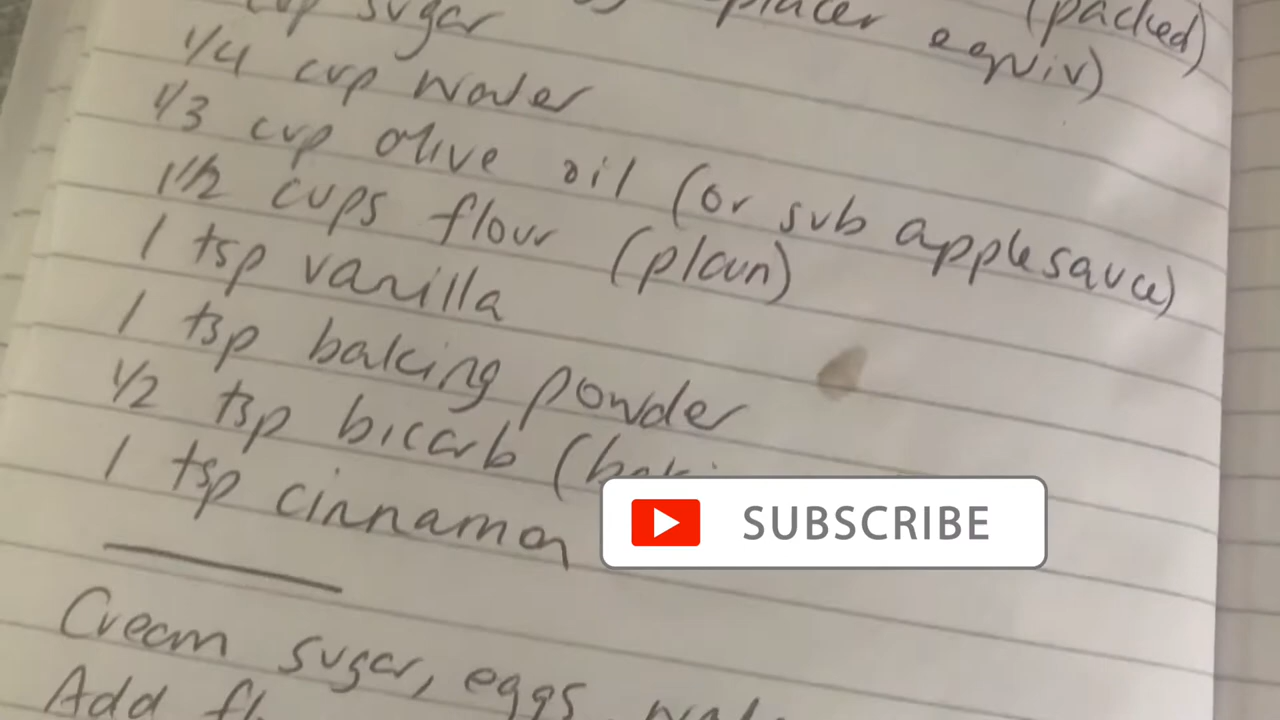 cup sugar (packed)
equiv)
1/4 cup water
1/3 cup olive oil (or sub applesauce)
1 1/2 cups flour (plain)
1 tsp vanilla
1 tsp baking powder
1/2 tsp bicarb
1 tsp cinnamon
SUBSCRIBE
Cream sugar, eggs,
Add